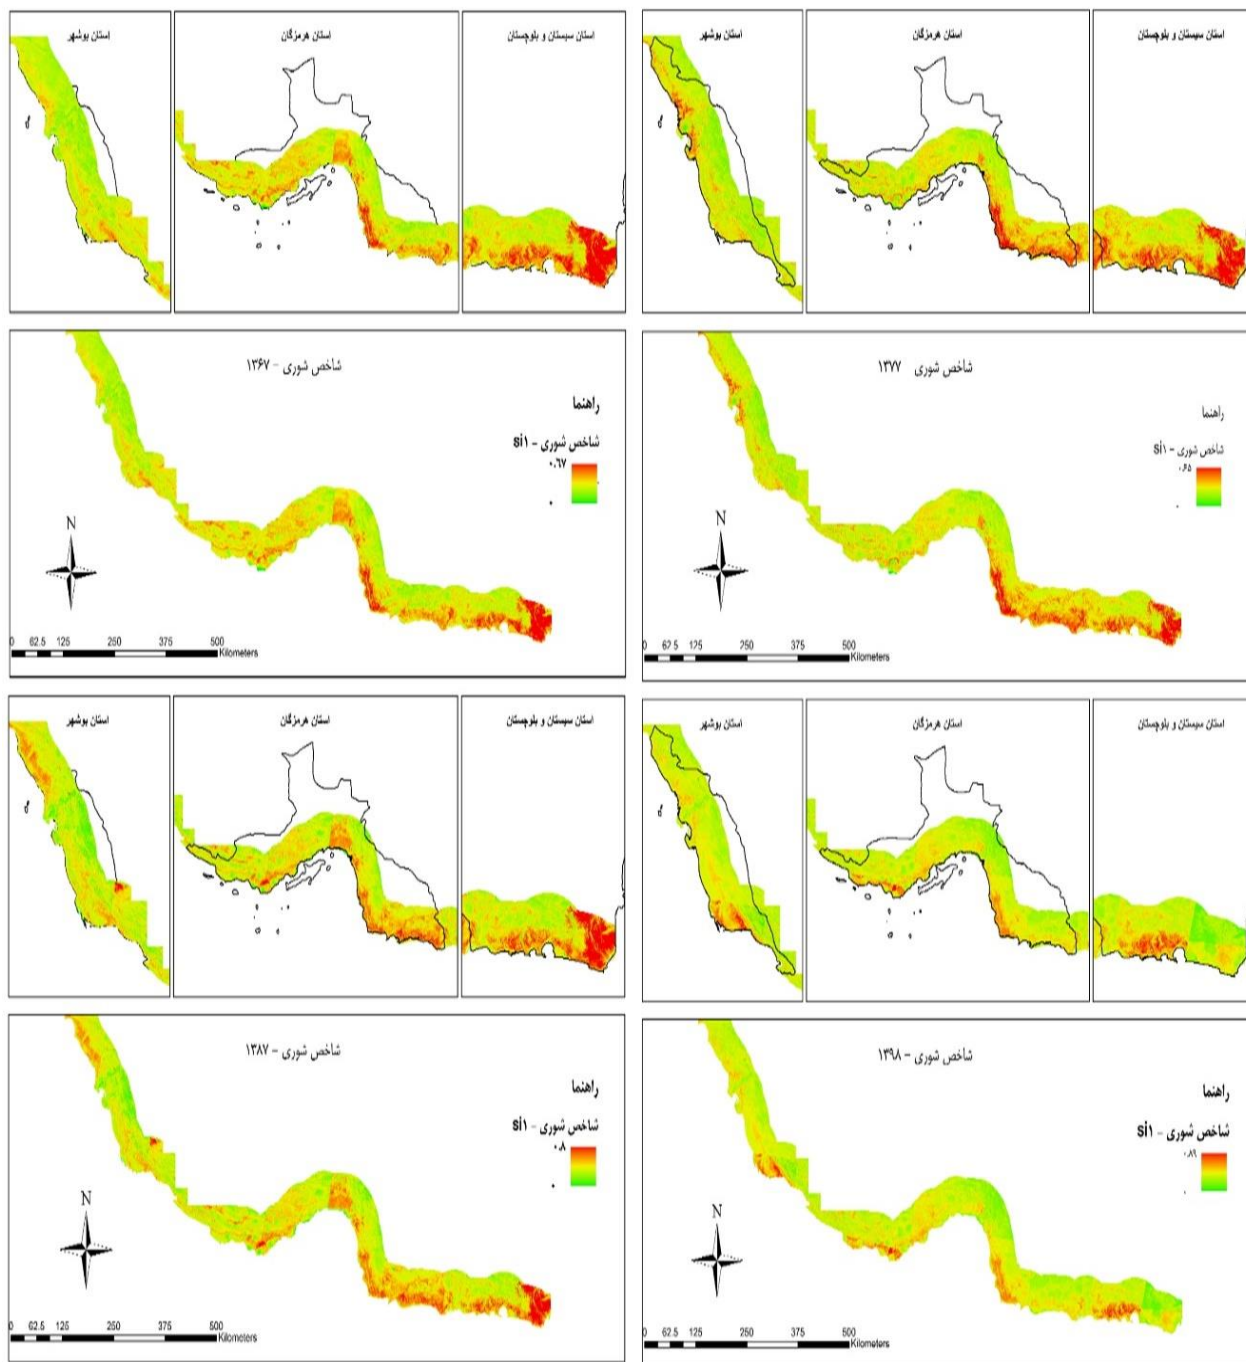 استان بوشهر
استان هرمزگان
استان سیستان و بلوچستان
شاخص شوری - ۱۳۶۷
راهنما
شاخص شوری - si۱
۰.۶۷
۰
N
0 62.5 125 250 375 500
Kilometers
استان بوشهر
استان هرمزگان
استان سیستان و بلوچستان
شاخص شوری ۱۳۷۷
راهنما
شاخص شوری - si۱
۰.۶۵
۰
N
0 62.5 125 250 375 500
Kilometers
استان بوشهر
استان هرمزگان
استان سیستان و بلوچستان
شاخص شوری - ۱۳۸۷
راهنما
شاخص شوری - si۱
۰.۸
۰
N
0 62.5 125 250 375 500
Kilometers
استان بوشهر
استان هرمزگان
استان سیستان و بلوچستان
شاخص شوری - ۱۳۹۸
راهنما
شاخص شوری - si۱
۰.۸۹
N
0 62.5 125 250 375 500
Kilometers